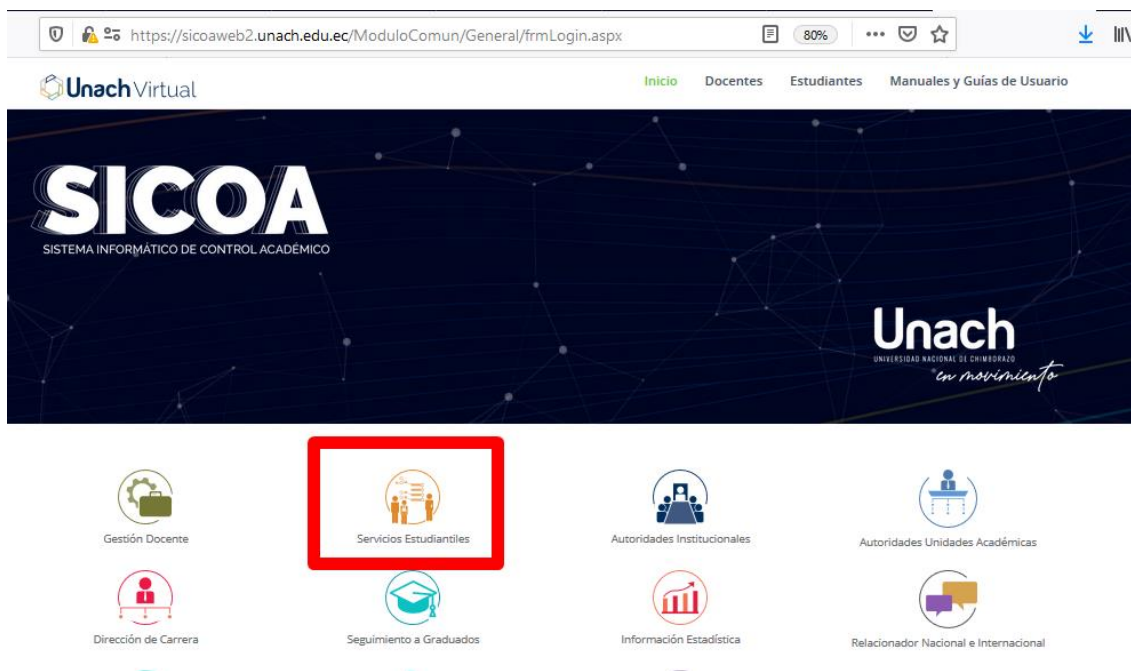 https://sicoaweb2.unach.edu.ec/ModuloComun/General/frmLogin.aspx 80%
Unach Virtual Inicio Docentes Estudiantes Manuales y Guías de Usuario
SICOA
SISTEMA INFORMÁTICO DE CONTROL ACADÉMICO
Unach
UNIVERSIDAD NACIONAL DE CHIMBORAZO
en movimiento
Gestión Docente Servicios Estudiantiles Autoridades Institucionales Autoridades Unidades Académicas
Dirección de Carrera Seguimiento a Graduados Información Estadística Relacionador Nacional e Internacional